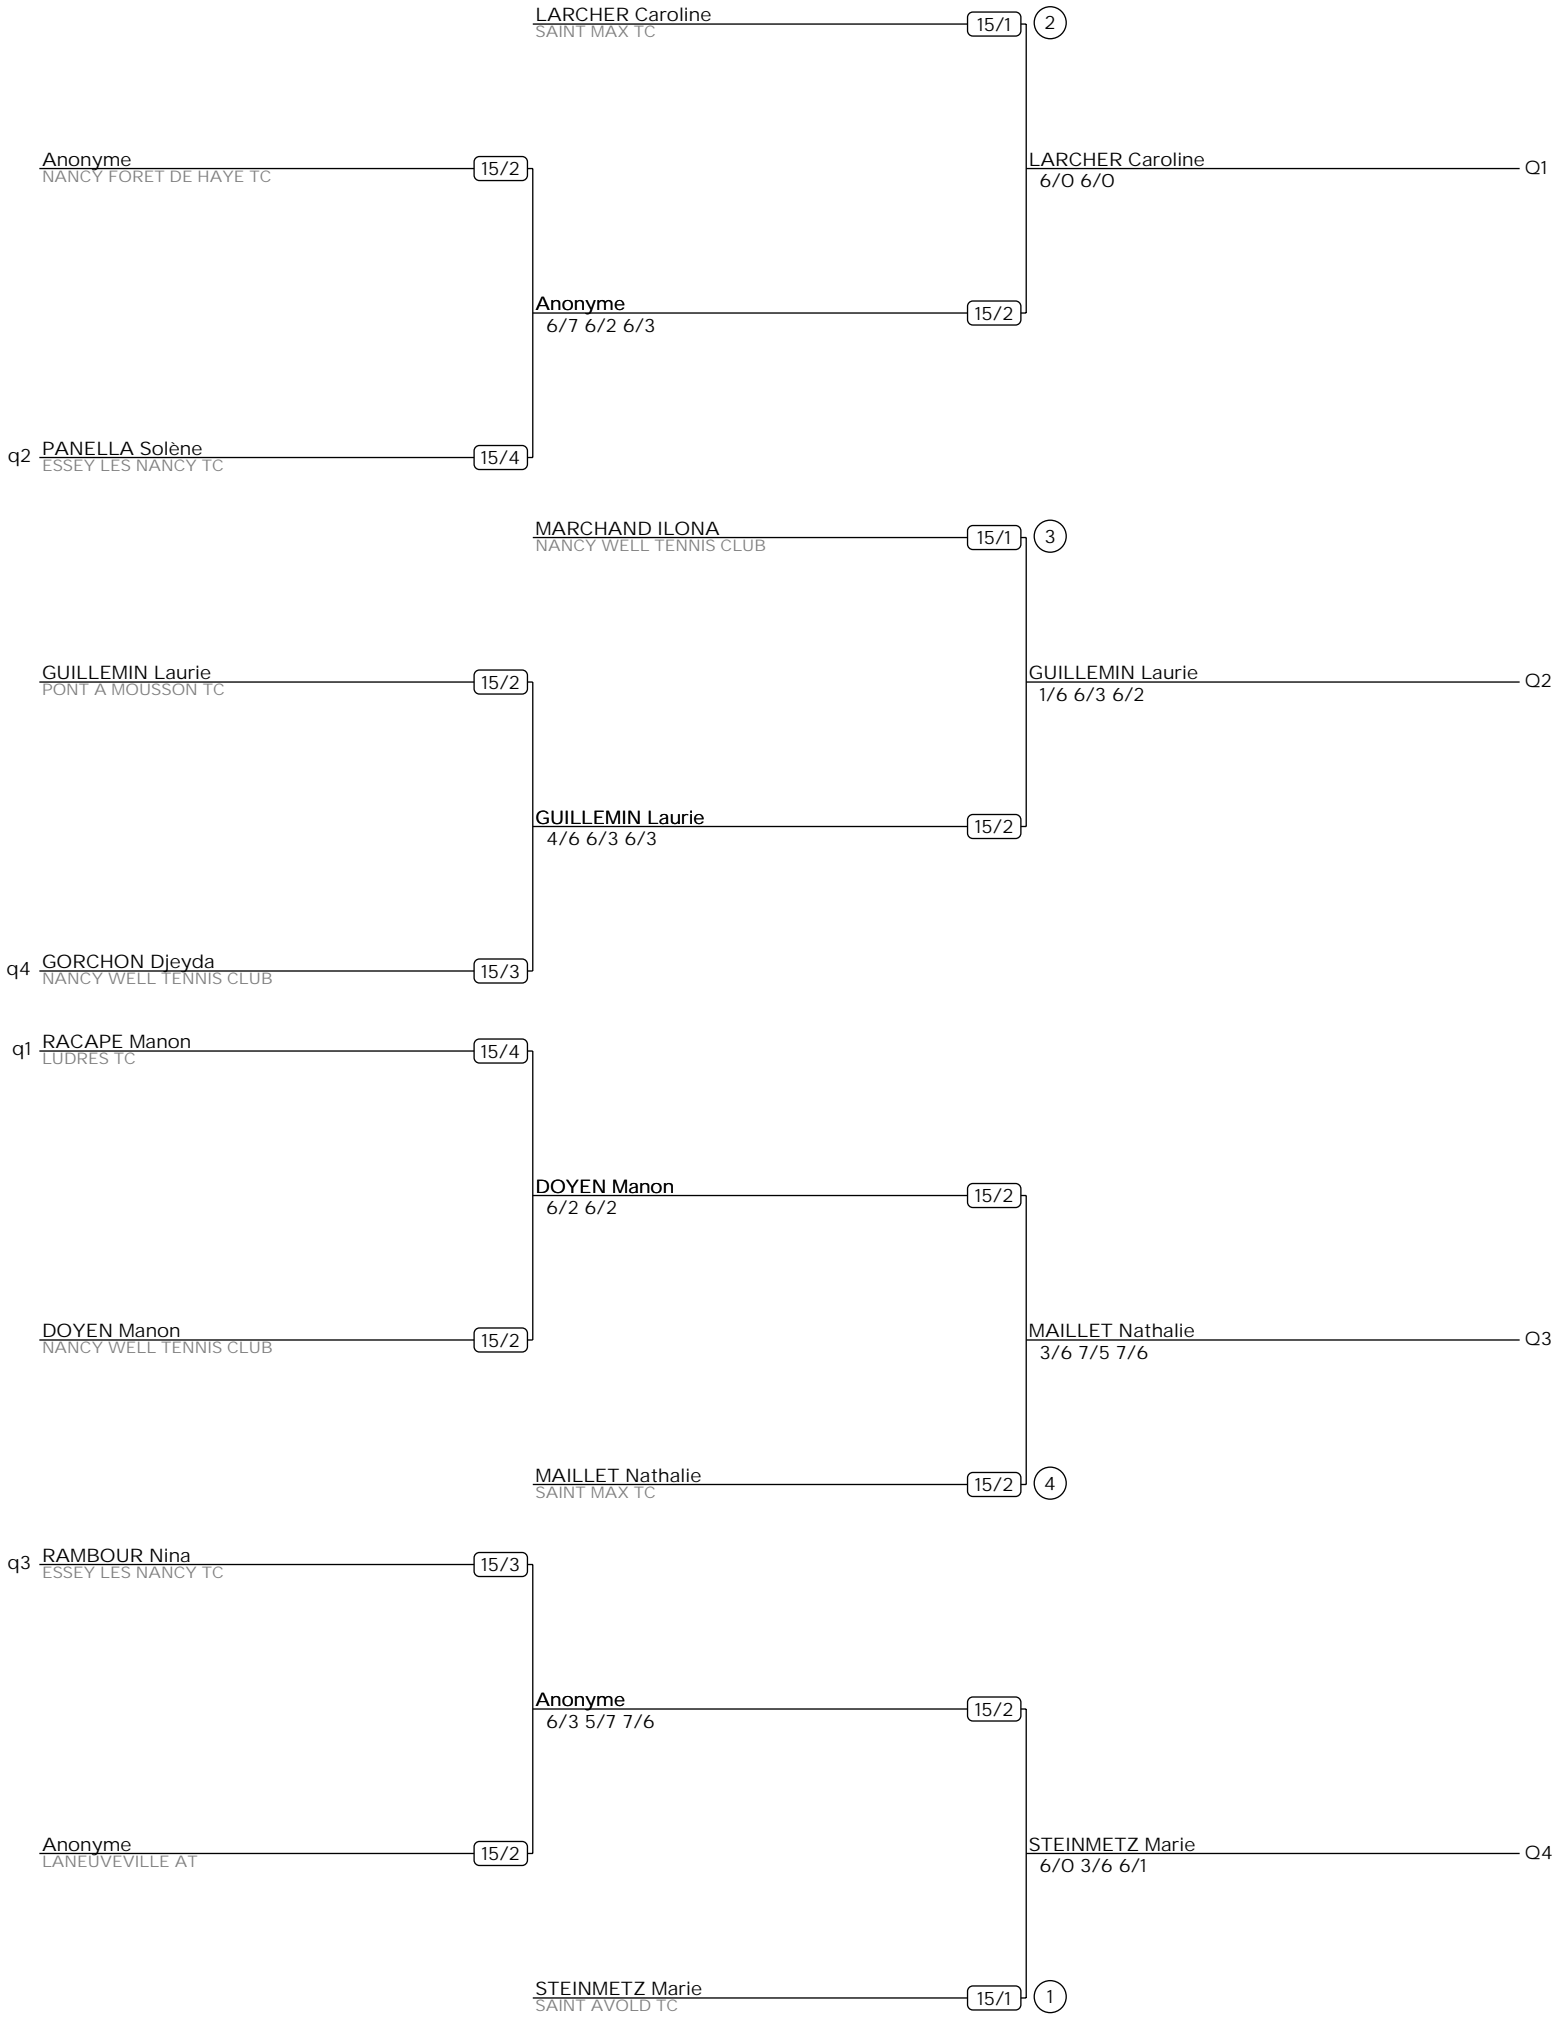 LARCHER Caroline
SAINT MAX TC
15/1
2
Anonyme
NANCY FORET DE HAYE TC
15/2
LARCHER Caroline
6/0 6/0
Q1
Anonyme
6/7 6/2 6/3
15/2
q2
PANELLA Solène
ESSEY LES NANCY TC
15/4
MARCHAND ILONA
NANCY WELL TENNIS CLUB
15/1
3
GUILLEMIN Laurie
PONT A MOUSSON TC
15/2
GUILLEMIN Laurie
1/6 6/3 6/2
Q2
GUILLEMIN Laurie
4/6 6/3 6/3
15/2
q4
GORCHON Djeyda
NANCY WELL TENNIS CLUB
15/3
q1
RACAPE Manon
LUDRES TC
15/4
DOYEN Manon
6/2 6/2
15/2
DOYEN Manon
NANCY WELL TENNIS CLUB
15/2
MAILLET Nathalie
3/6 7/5 7/6
Q3
MAILLET Nathalie
SAINT MAX TC
15/2
4
q3
RAMBOUR Nina
ESSEY LES NANCY TC
15/3
Anonyme
6/3 5/7 7/6
15/2
Anonyme
LANEUVEVILLE AT
15/2
STEINMETZ Marie
6/0 3/6 6/1
Q4
STEINMETZ Marie
SAINT AVOLD TC
15/1
1